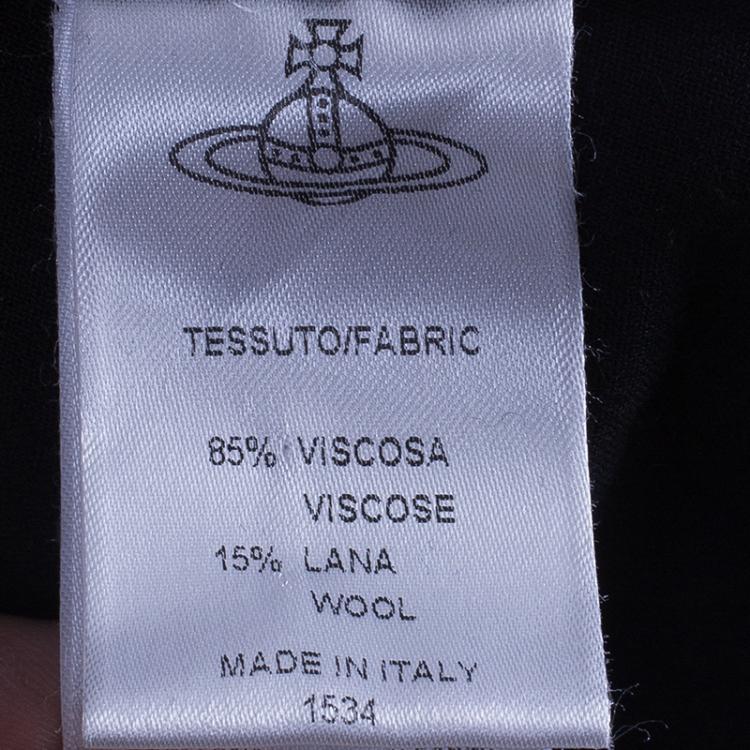 TESSUTO/FABRIC
85% VISCOSA
VISCOSE
15% LANA
WOOL
MADE IN ITALY
1534